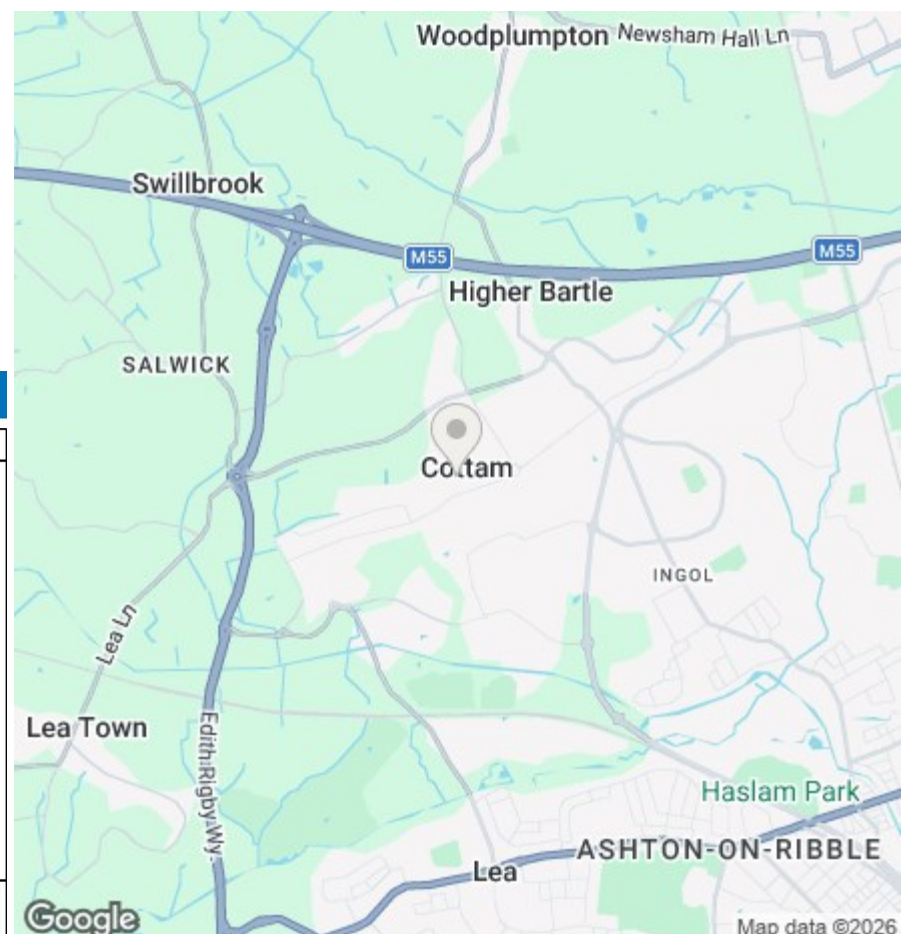 Woodplumpton
Newsham Hall Ln
Swillbrook
M55
M55
Higher Bartle
SALWICK
Cottam
INGOL
Lea Ln
Lea Town
Edith Rigby Wy
Haslam Park
ASHTON-ON-RIBBLE
Lea
Google
Map data ©2026